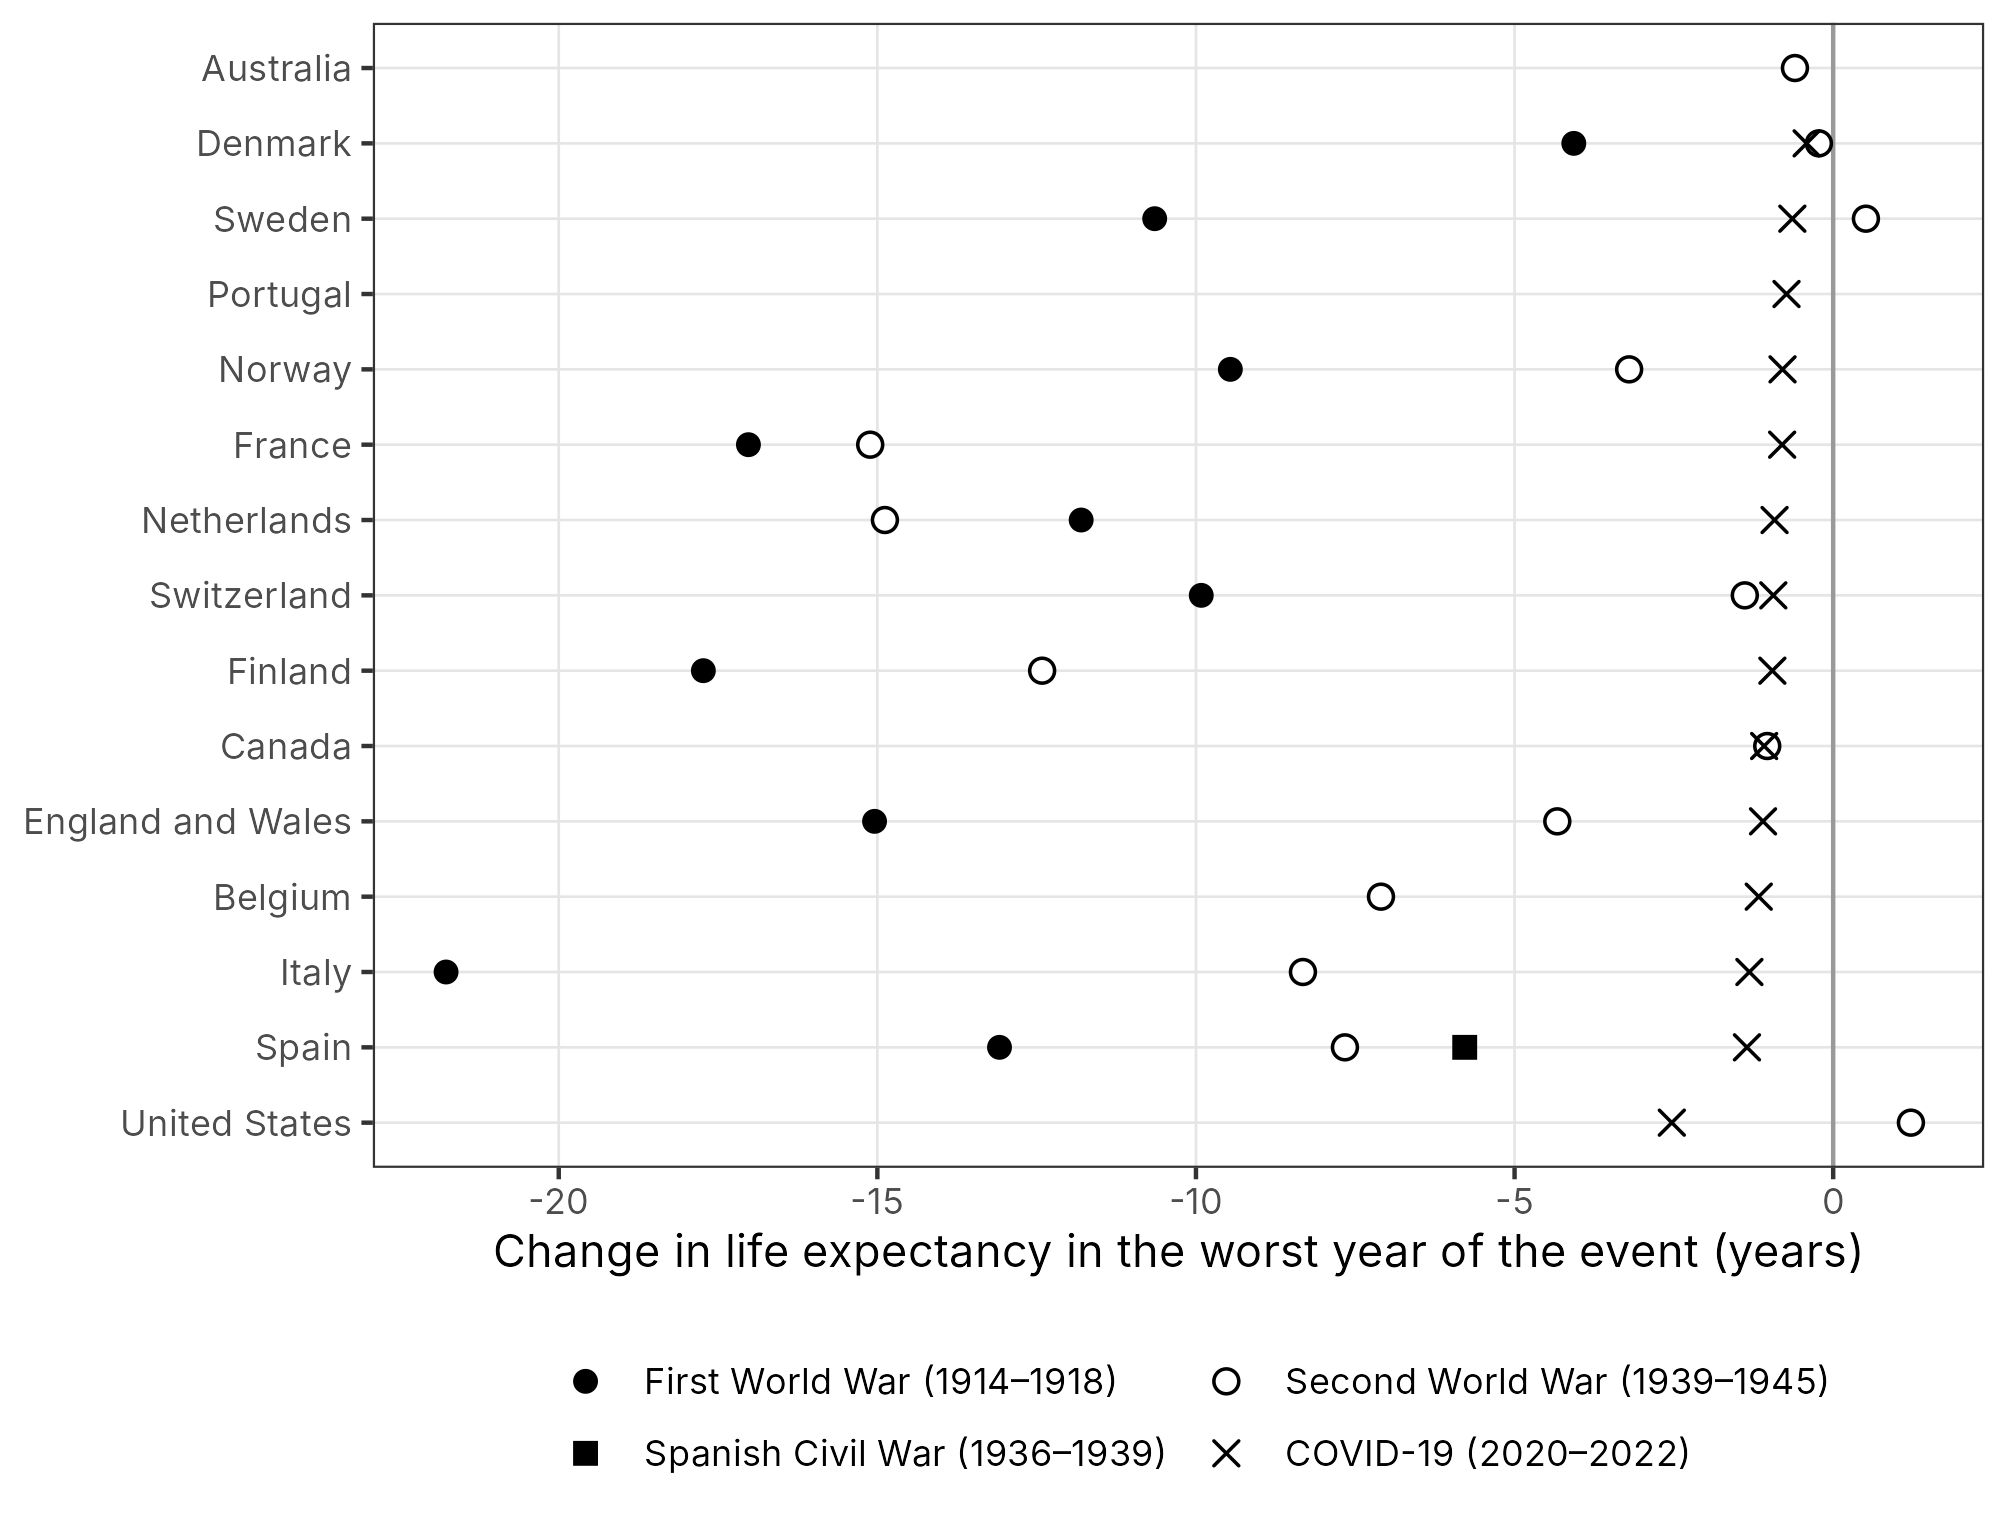 Australia
Denmark
Sweden
Portugal
Norway
France
Netherlands
Switzerland
Finland
Canada
England and Wales
Belgium
Italy
Spain
United States
-20 -15 -10 -5 0
Change in life expectancy in the worst year of the event (years)
First World War (1914–1918) Second World War (1939–1945)
Spanish Civil War (1936–1939) COVID-19 (2020–2022)